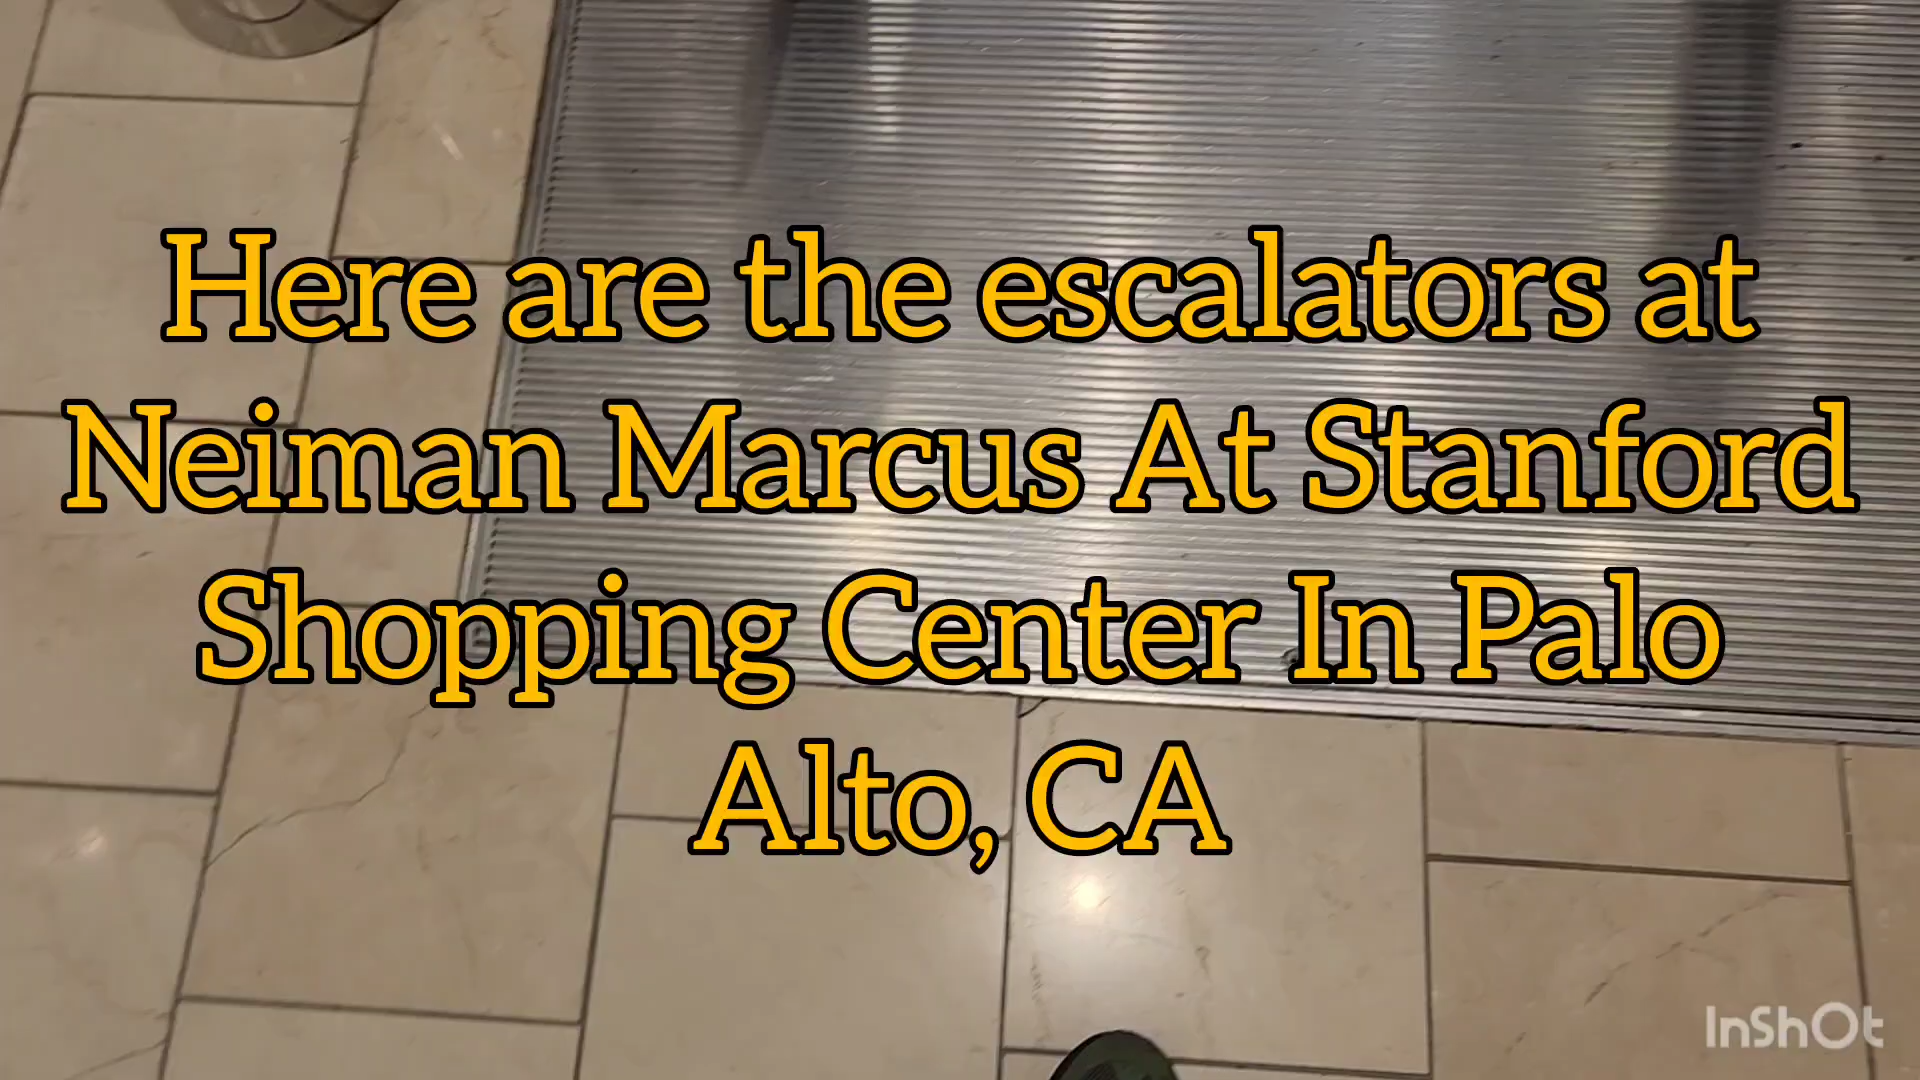 Here are the escalators at
Neiman Marcus At Stanford
Shopping Center In Palo
Alto, CA
InShOt